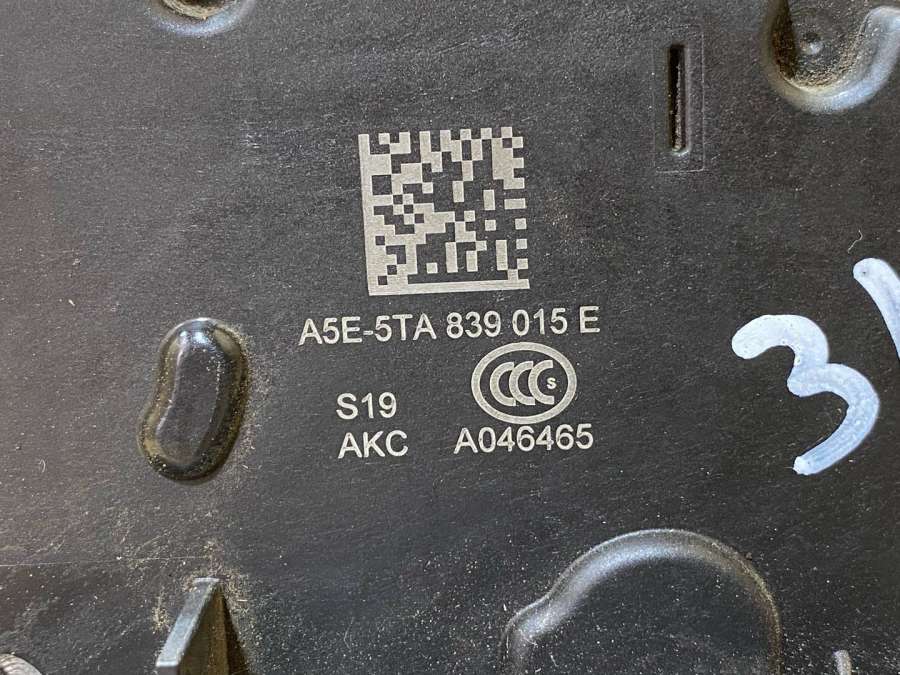 A5E-5TA 839 015 E
S19
CCC S
AKC A046465
3/